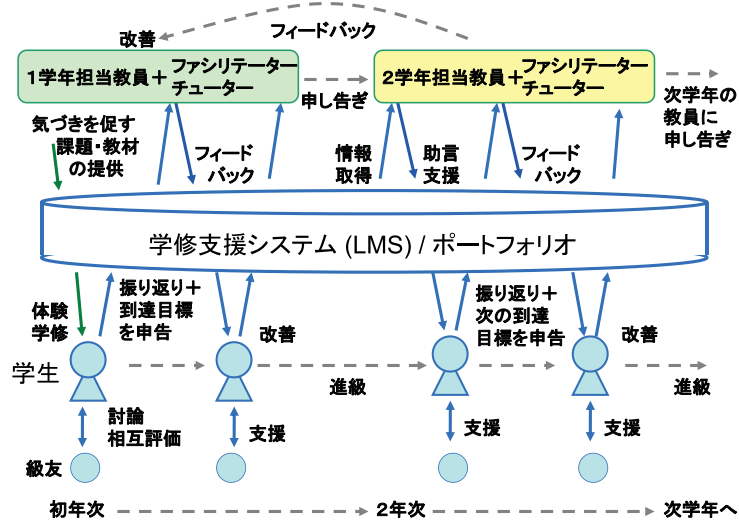 フィードバック
改善
1学年担当教員＋ファシリテーター
チューター
申し告ぎ
2学年担当教員＋ファシリテーター
チューター
次学年の
教員に
申し告ぎ
気づきを促す
課題・教材
の提供
フィード
バック
情報
取得
助言
支援
フィード
バック
学修支援システム (LMS) / ポートフォリオ
体験
学修
振り返り＋
到達目標
を申告
改善
振り返り＋
次の到達
目標を申告
改善
学生
進級
進級
討論
相互評価
支援
支援
支援
級友
初年次
2年次
次学年へ